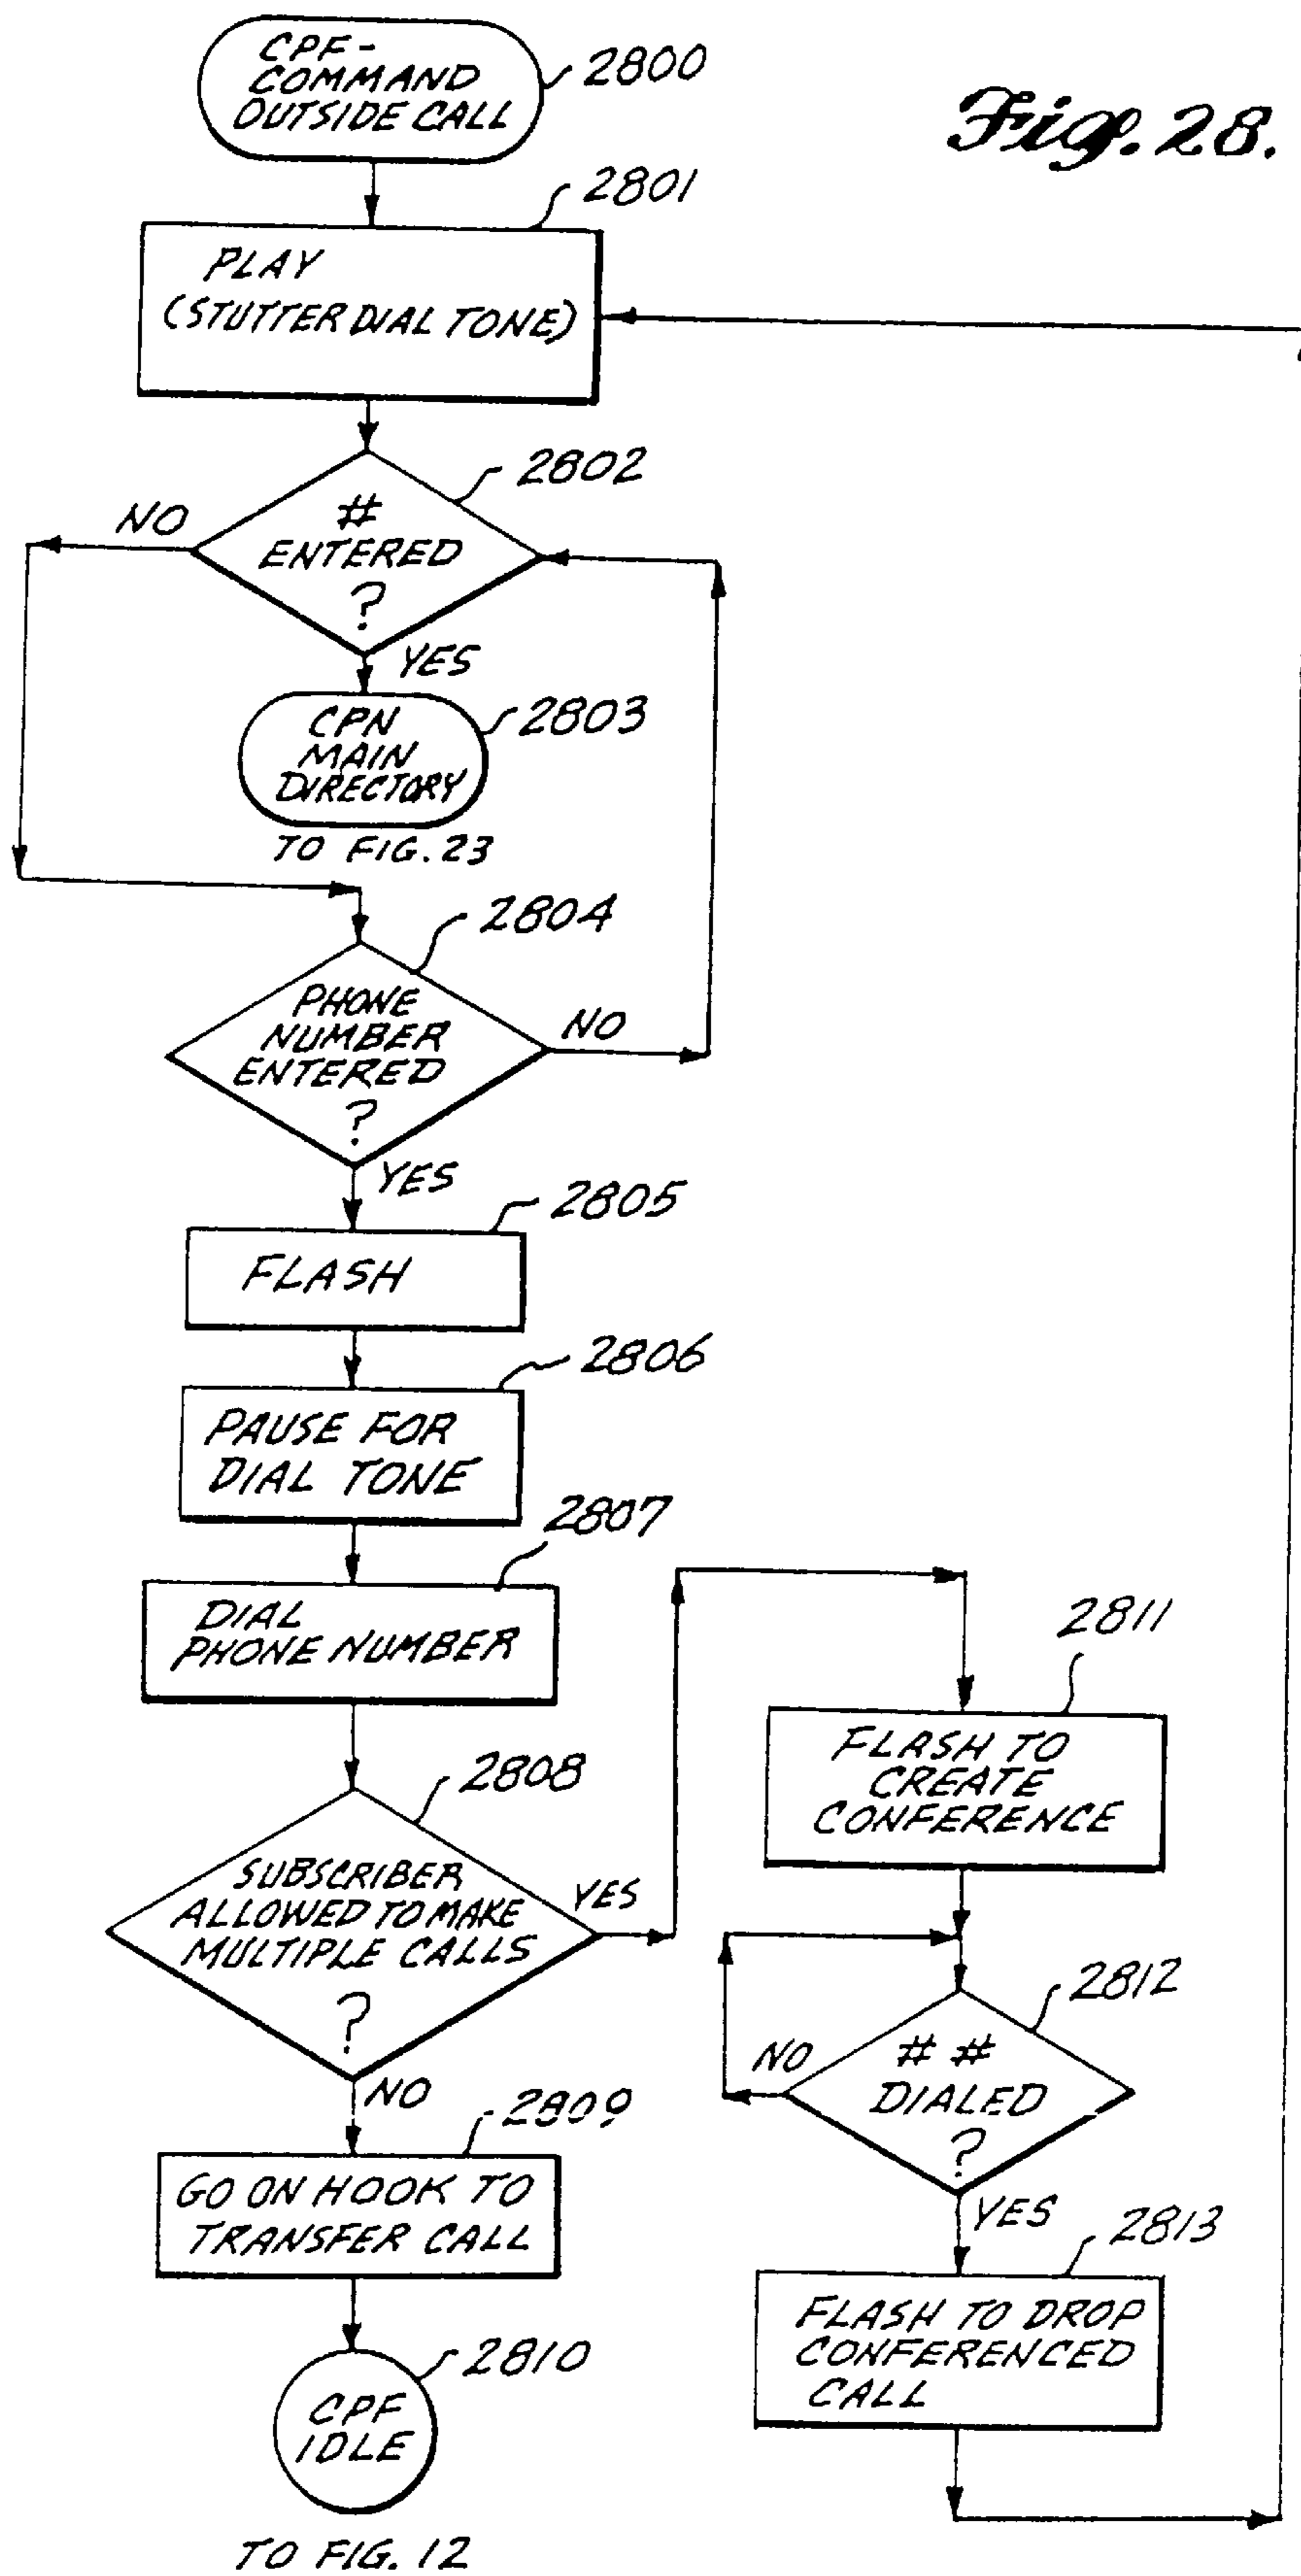 CPF-
COMMAND
OUTSIDE CALL
2800
Fig. 28.
2801
PLAY
(STUTTER DIAL TONE)
2802
#
ENTERED
?
NO
YES
CPN
MAIN
DIRECTORY
2803
TO FIG. 23
2804
PHONE
NUMBER
ENTERED
?
NO
YES
2805
FLASH
2806
PAUSE FOR
DIAL TONE
2807
DIAL
PHONE NUMBER
2808
SUBSCRIBER
ALLOWED TO MAKE
MULTIPLE CALLS
?
YES
NO
2809
GO ON HOOK TO
TRANSFER CALL
2810
CPF
IDLE
TO FIG. 12
2811
FLASH TO
CREATE
CONFERENCE
2812
# #
DIALED
?
NO
YES
2813
FLASH TO DROP
CONFERENCED
CALL